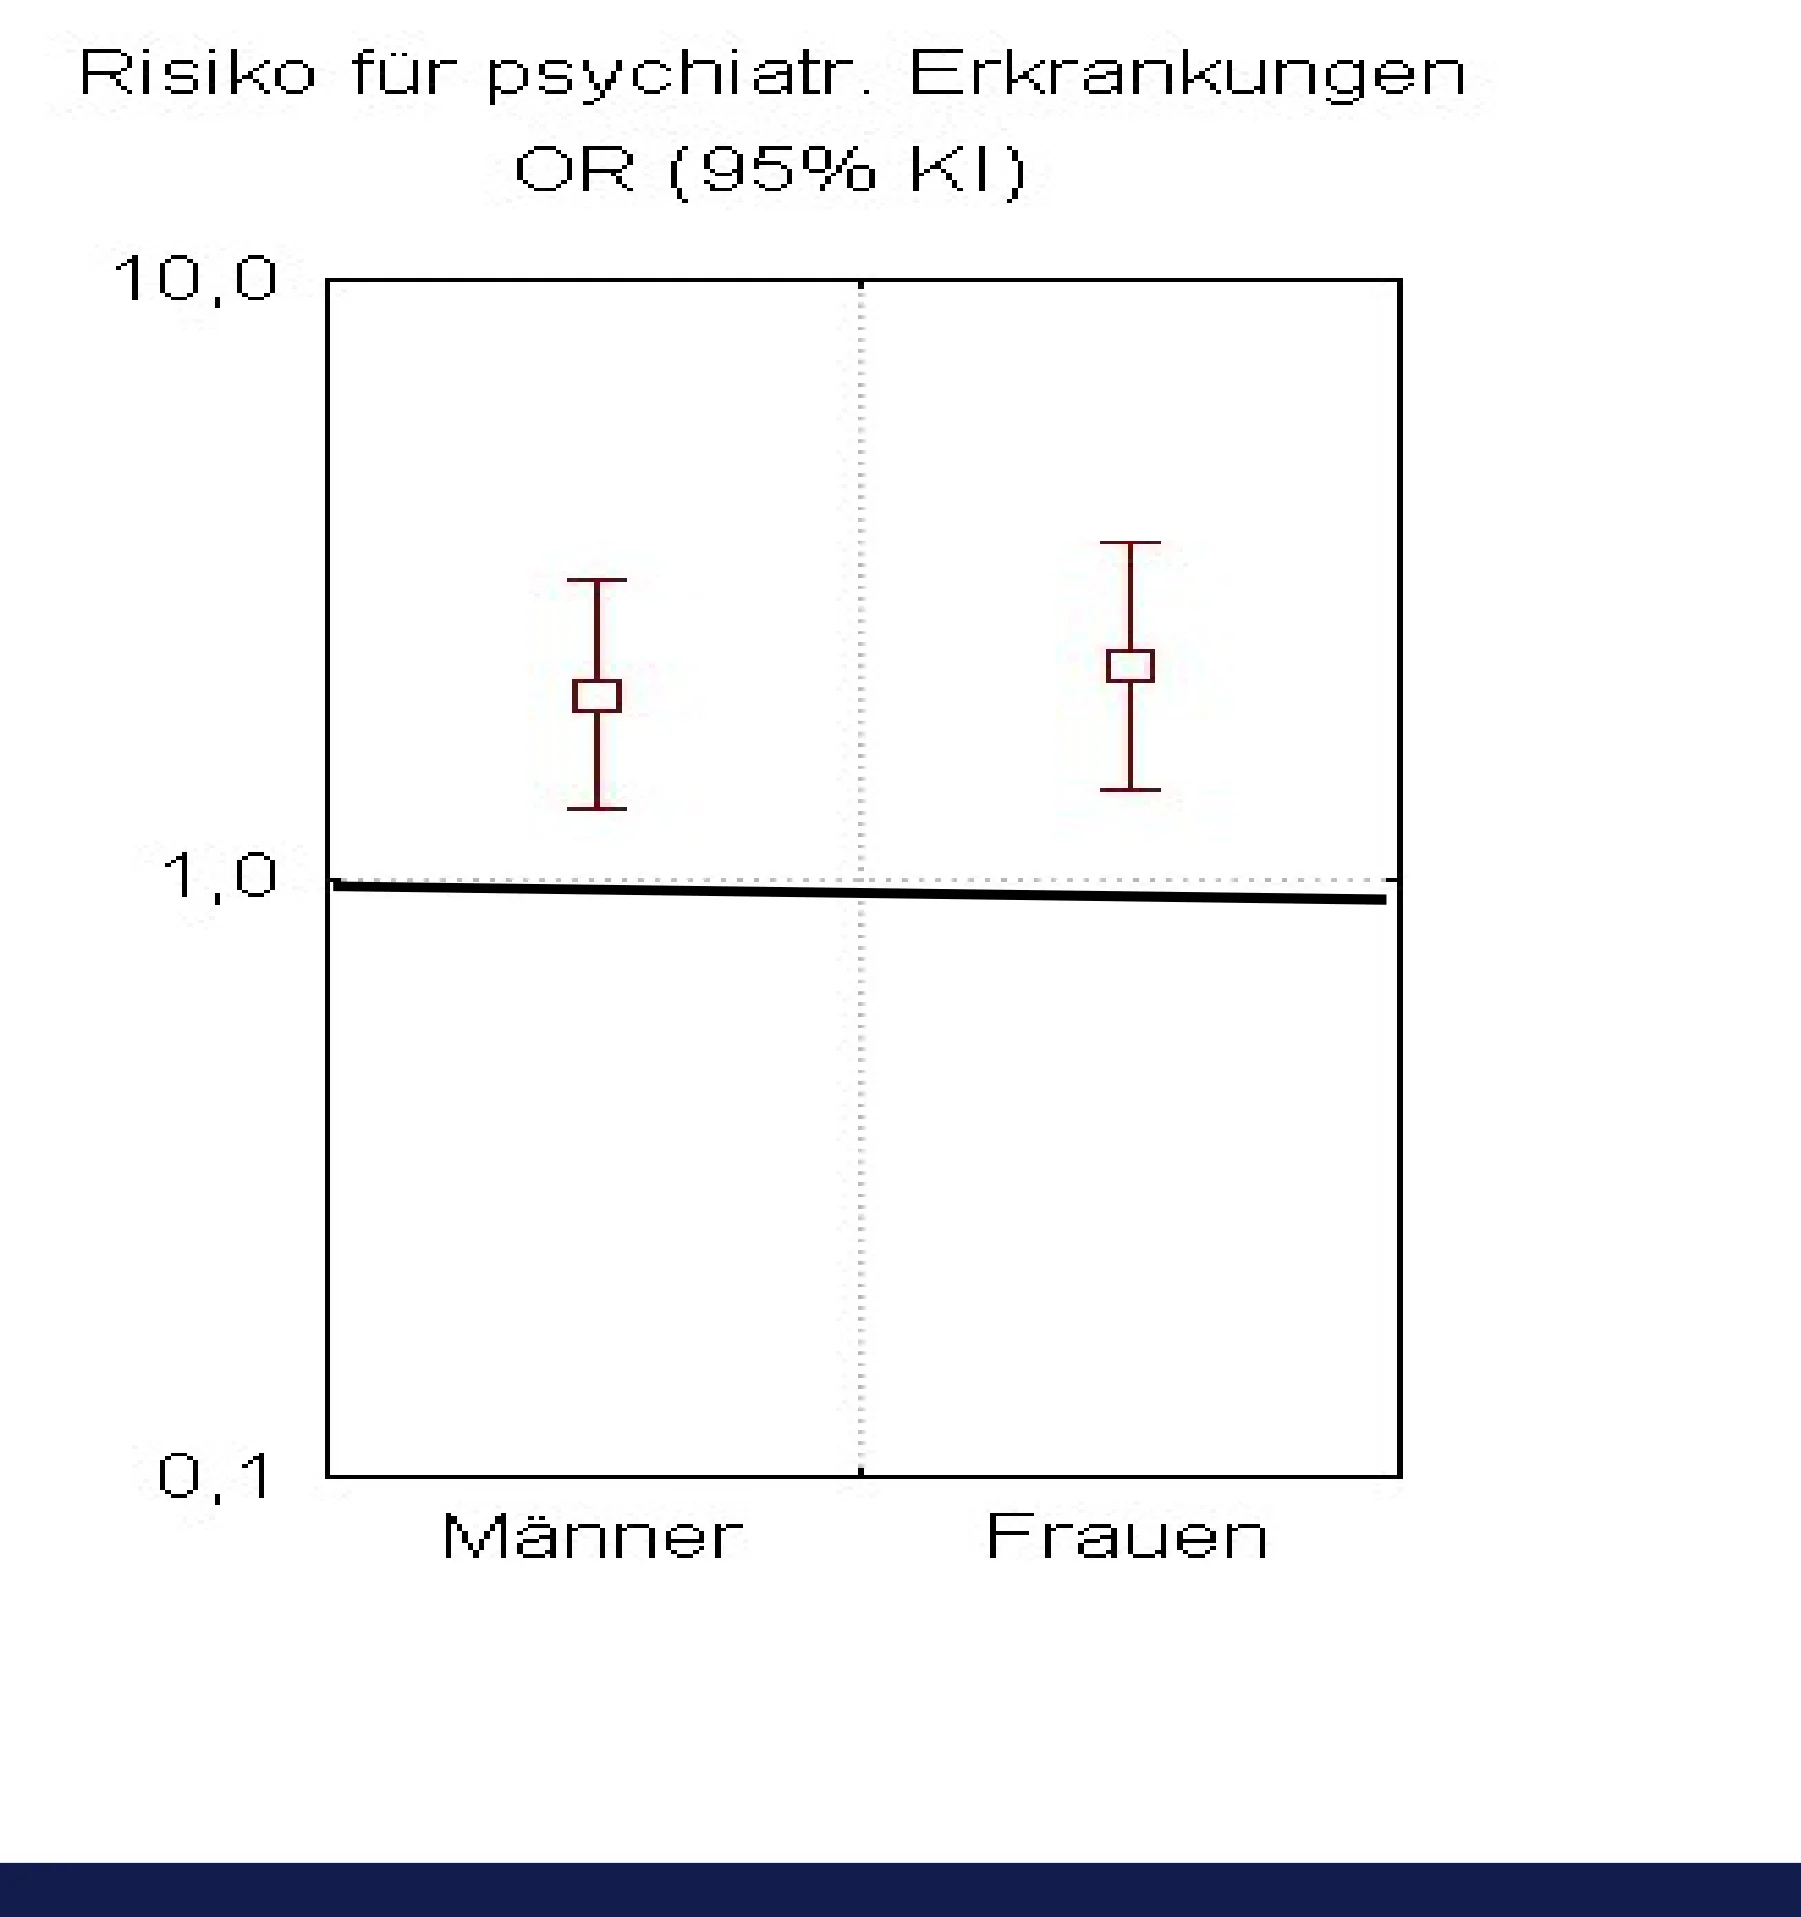 Risiko für psychiatr. Erkrankungen
OR (95% KI)
10,0
1,0
0,1
Männer Frauen